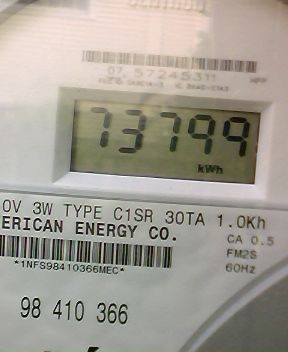 07. 57245311
73799
kWh
0V 3W TYPE C1SR 30TA 1.0Kh
ERICAN ENERGY CO.
CA 0.5
FM2S
60Hz
*1NFS98410366MEC*
98 410 366